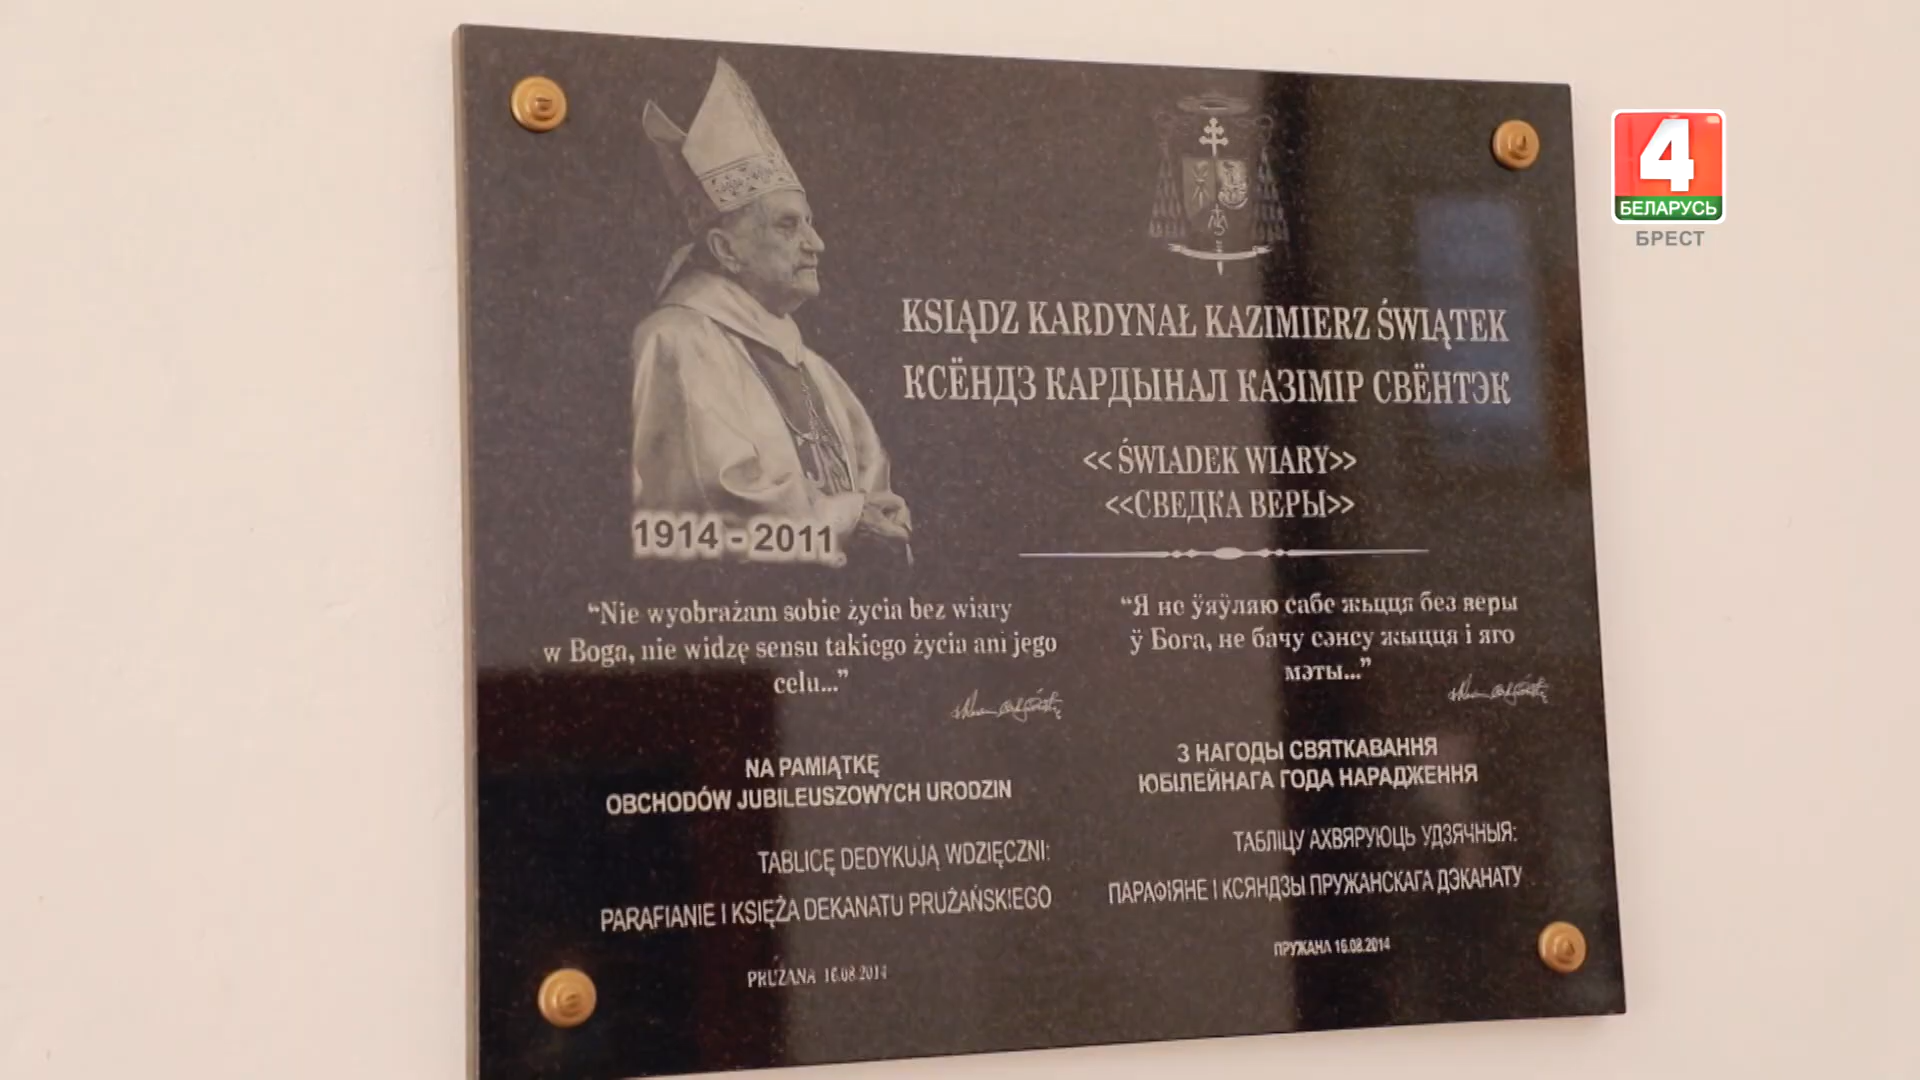 4
БЕЛАРУСЬ
БРЕСТ
KSIĄDZ KARDYNAŁ KAZIMIERZ ŚWIĄTEK
КСЁНДЗ КАРДЫНАЛ КАЗІМІР СВЁНТЭК
<< ŚWIADEK WIARY>>
<<СВЕДКА ВЕРЫ>>
1914 - 2011
“Nie wyobrażam sobie życia bez wiary
w Boga, nie widzę sensu takiego życia ani jego
celu...”
“Я не ўяўляю сабе жыцця без веры
ў Бога, не бачу сэнсу жыцця і яго
мэты...”
NA PAMIĄTKĘ
OBCHODÓW JUBILEUSZOWYCH URODZIN
TABLICĘ DEDYKUJĄ WDZIĘCZNI:
PARAFIANIE I KSIĘŻA DEKANATU PRUŻAŃSKIEGO
PRUŻANA 16.08.2014
З НАГОДЫ СВЯТКАВАННЯ
ЮБІЛЕЙНАГА ГОДА НАРАДЖЕННЯ
ТАБЛІЦУ АХВЯРУЮЦЬ УДЗЯЧНЫЯ:
ПАРАФІЯНЕ І КСЯНДЗЫ ПРУЖАНСКАГА ДЭКАНАТУ
ПРУЖАНА 16.08.2014